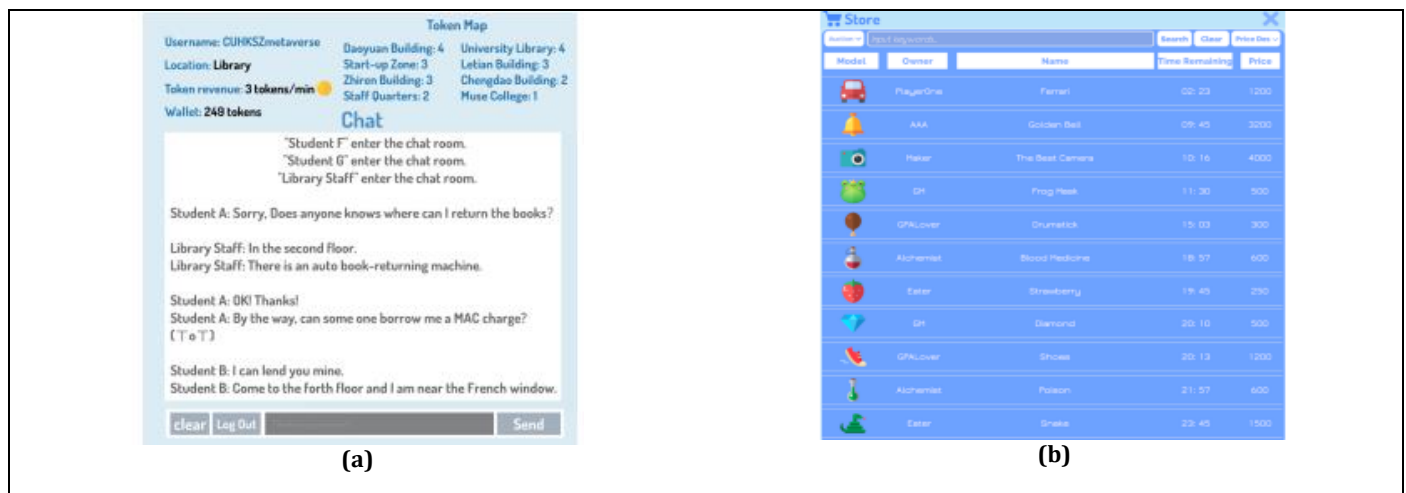 Token Map
Username: CUHKSZmetaverse
Location: Library
Token revenue: 3 tokens/min
Wallet: 248 tokens
Daoyuan Building: 4 University Library: 4
Start-up Zone: 3 Letian Building: 3
Zhiren Building: 3 Chengdao Building: 2
Staff Quarters: 2 Muse College: 1
Chat
"Student F" enter the chat room.
"Student G" enter the chat room.
"Library Staff" enter the chat room.
Student A: Sorry, Does anyone knows where can I return the books?
Library Staff: In the second floor.
Library Staff: There is an auto book-returning machine.
Student A: OK! Thanks!
Student A: By the way, can some one borrow me a MAC charge?
(ToT)
Student B: I can lend you mine.
Student B: Come to the forth floor and I am near the French window.
clear Log Out Send
(a)
Store
Search Clear Price Des
Model Owner Name Time Remaining Price
PlayerOne Ferrari 02: 23 1200
AAA Golden Bell 09: 45 3200
Maker The Best Camera 10: 16 4000
GM Frog Mask 11: 30 500
GPALover Drumstick 15: 03 300
Alchemist Blood Medicine 18: 57 600
Eater Strawberry 19: 45 250
GM Diamond 20: 10 500
GPALover Shoes 20: 13 1200
Alchemist Poison 21: 57 600
Eater Snake 23: 45 1500
(b)